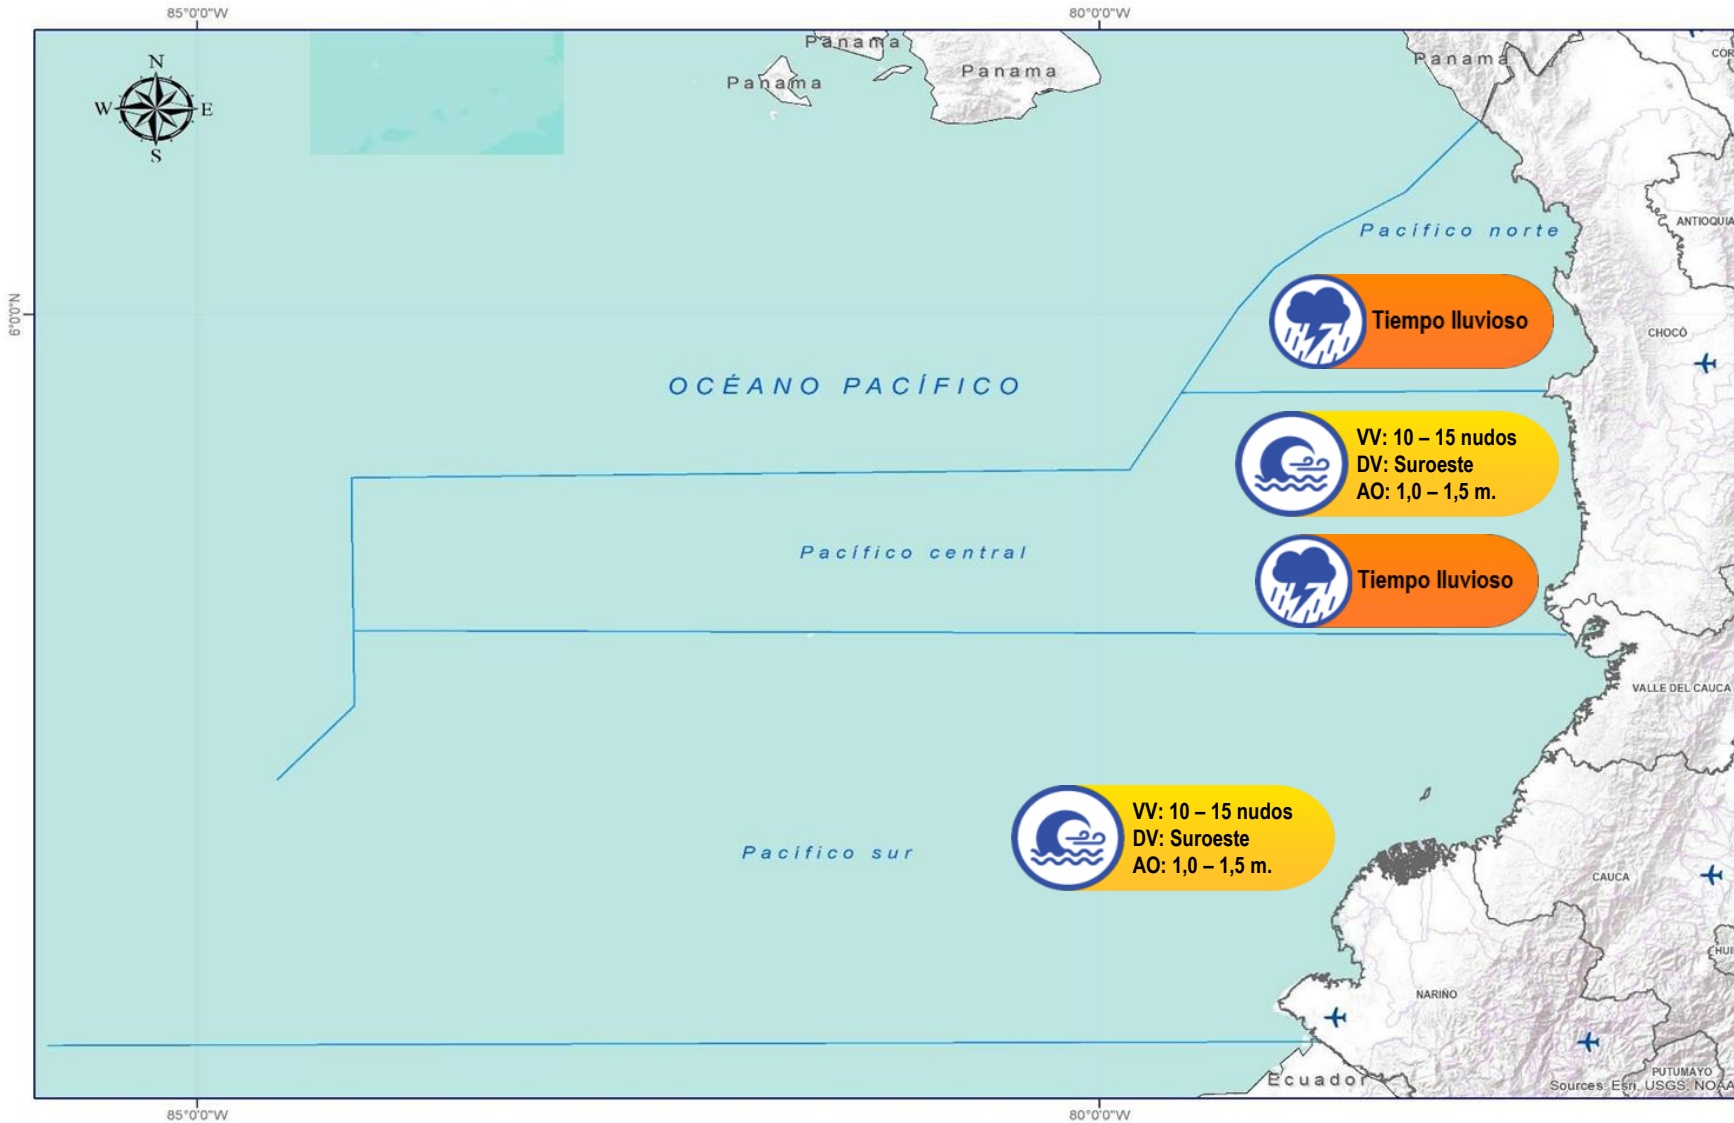 85°0'0"W
80°0'0"W
N
W E
S
Panama
Panama
Panama
Panama
6°0'0"N
ANTIOQUIA
Pacífico norte
Tiempo lluvioso
CHOCÓ
OCÉANO PACÍFICO
VV: 10 – 15 nudos
DV: Suroeste
AO: 1,0 – 1,5 m.
Pacífico central
Tiempo lluvioso
VALLE DEL CAUCA
VV: 10 – 15 nudos
DV: Suroeste
AO: 1,0 – 1,5 m.
Pacífico sur
CAUCA
HUI
NARIÑO
PUTUMAYO
Ecuador
Sources: Esri, USGS, NOAA
85°0'0"W
80°0'0"W